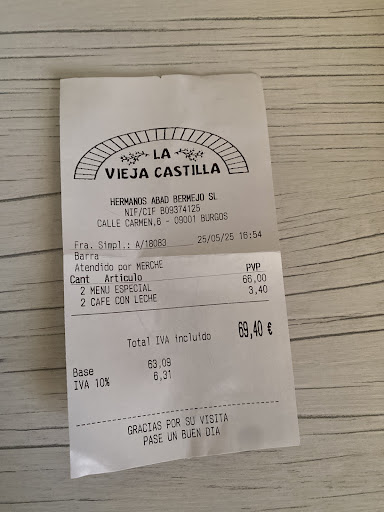 LA
VIEJA CASTILLA
HERMANOS ABAD BERMEJO SL
NIF/CIF B09374125
CALLE CARMEN,6 - 09001 BURGOS
Fra. Simpl.: A/18083 25/05/25 16:54
Barra
Atendido por MERCHE
Cant Artículo PVP
2 MENU ESPECIAL 66,00
2 CAFE CON LECHE 3,40
Total IVA incluido 69,40 €
Base 63,09
IVA 10% 6,31
GRACIAS POR SU VISITA
PASE UN BUEN DIA